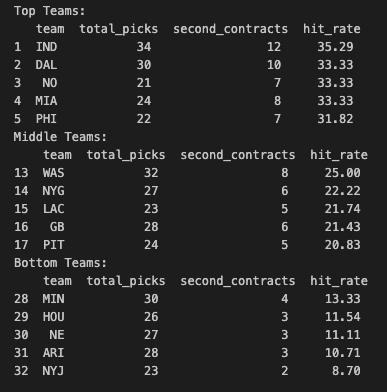 Top Teams:
team total_picks second_contracts hit_rate
1 IND 34 12 35.29
2 DAL 30 10 33.33
3 NO 21 7 33.33
4 MIA 24 8 33.33
5 PHI 22 7 31.82
Middle Teams:
team total_picks second_contracts hit_rate
13 WAS 32 8 25.00
14 NYG 27 6 22.22
15 LAC 23 5 21.74
16 GB 28 6 21.43
17 PIT 24 5 20.83
Bottom Teams:
team total_picks second_contracts hit_rate
28 MIN 30 4 13.33
29 HOU 26 3 11.54
30 NE 27 3 11.11
31 ARI 28 3 10.71
32 NYJ 23 2 8.70